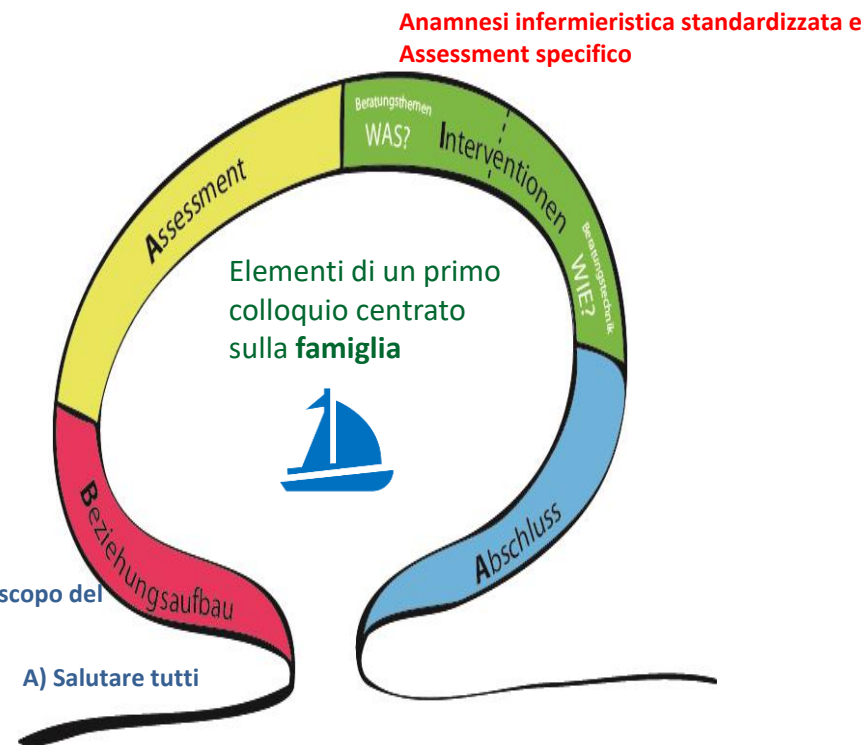 Anamnesi infermieristica standardizzata e
Assessment specifico
Beratungsthemen
WAS?
Interventionen
Beratungstechnik
WIE?
Assessment
Elementi di un primo
colloquio centrato
sulla famiglia
Beziehungsaufbau
Abschluss
scopo del
A) Salutare tutti